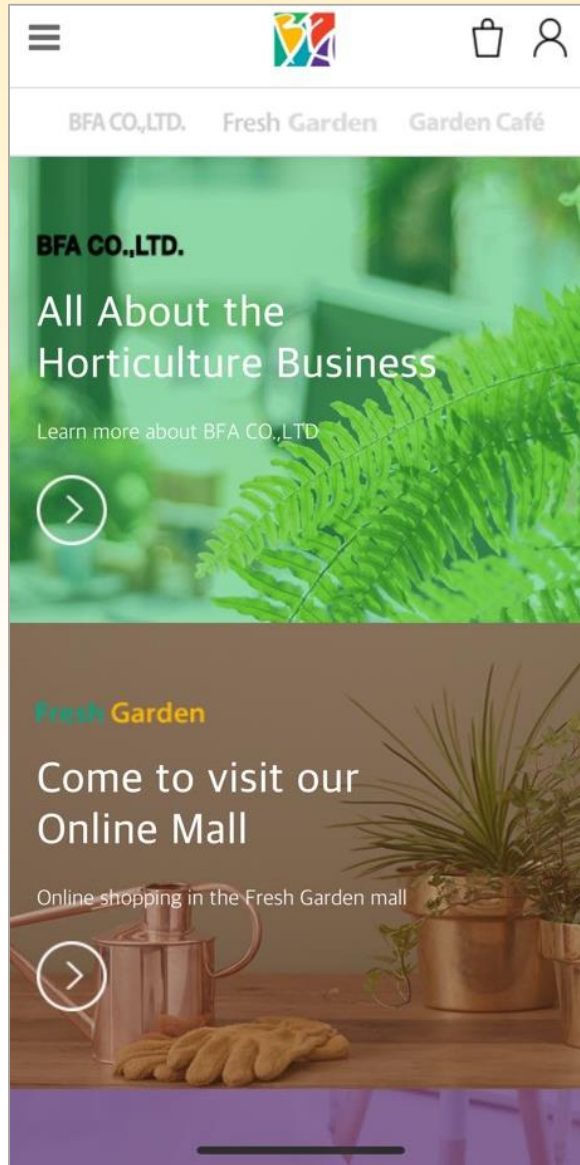 BFA CO.,LTD. Fresh Garden Garden Café
BFA CO.,LTD.
All About the
Horticulture Business
Learn more about BFA CO.,LTD
Fresh Garden
Come to visit our
Online Mall
Online shopping in the Fresh Garden mall